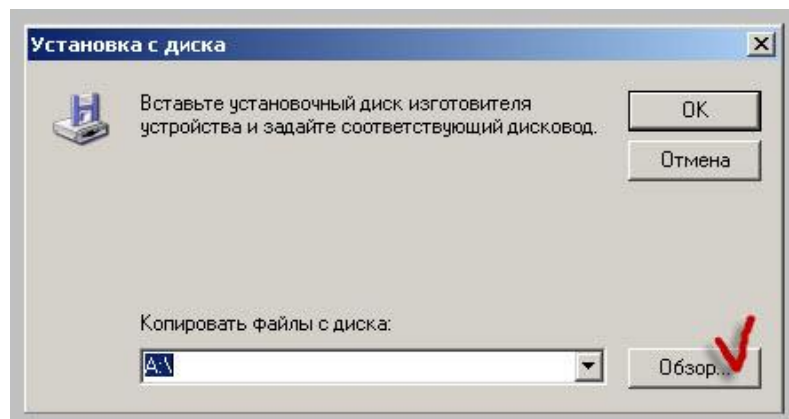 Установка с диска
Вставьте установочный диск изготовителя
устройства и задайте соответствующий дисковод.
OK
Отмена
Копировать файлы с диска:
A:\
Обзор...